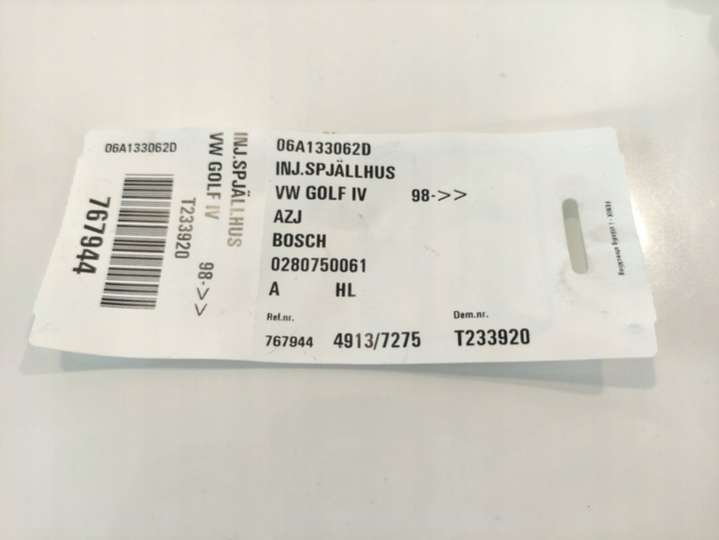 06A133062D
767944
T233920
VW GOLF IV 98->>
INJ.SPJÄLLHUS
06A133062D
INJ.SPJÄLLHUS
VW GOLF IV 98->>
AZJ
BOSCH
0280750061
A HL
Ref.nr. Dem.nr.
767944 4913/7275 T233920